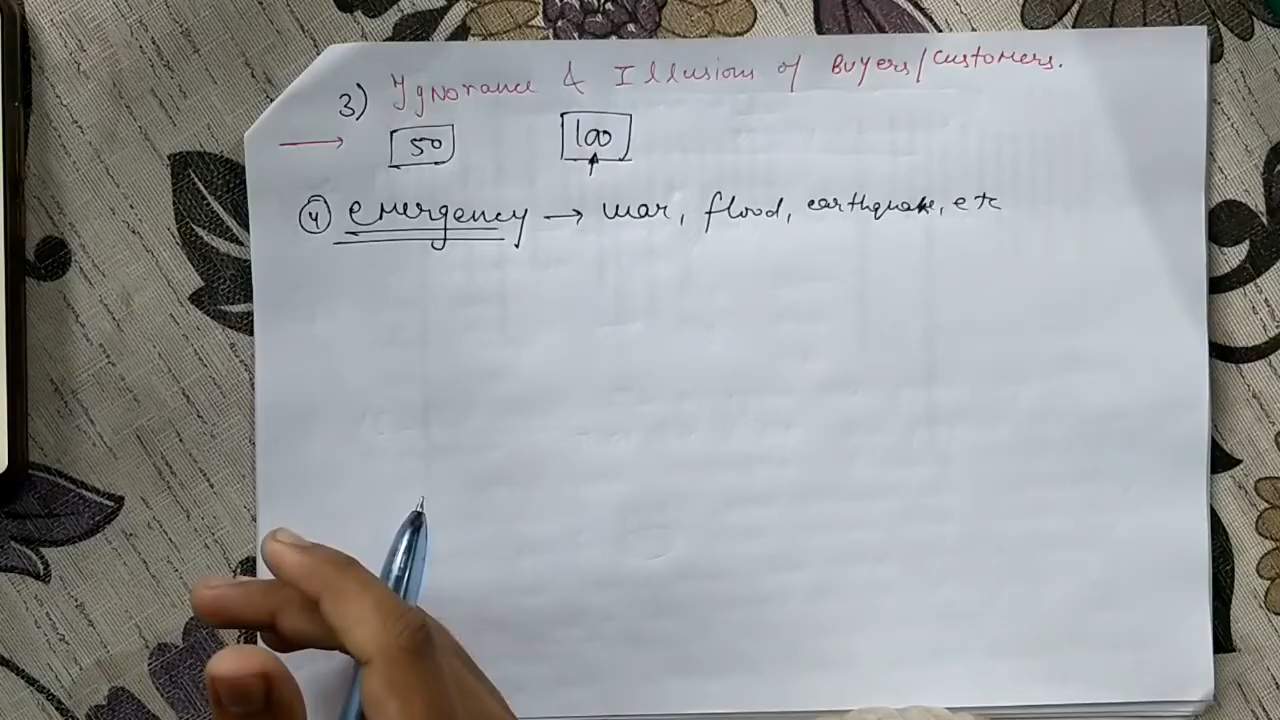 3) Ignorance & Illusion of Buyers/Customers.
→ 50 100
④ emergency → war, flood, earthquake, etc